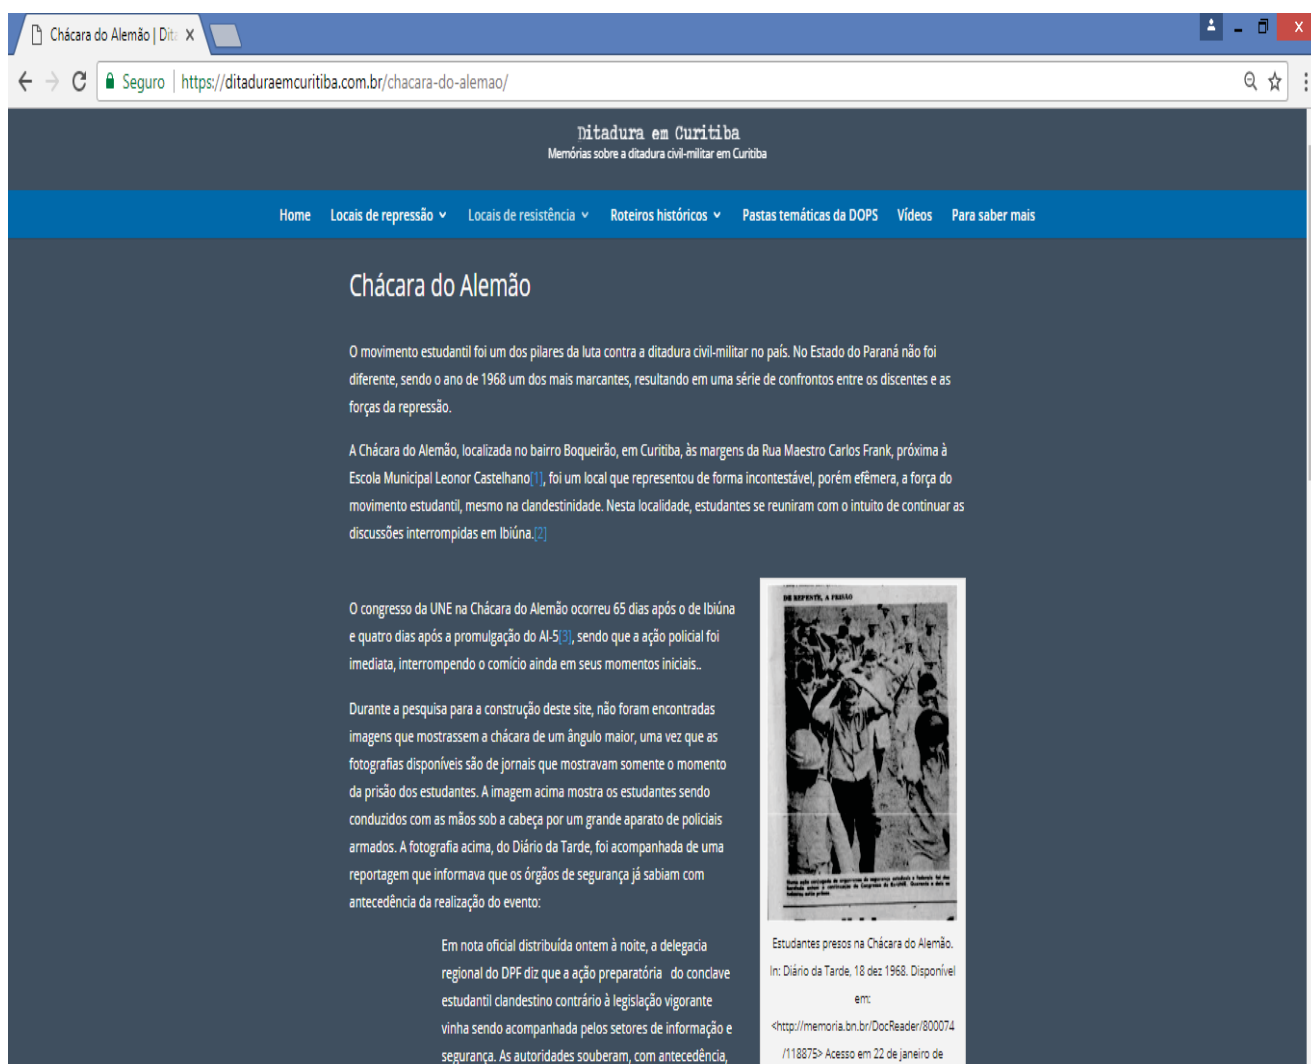 Chácara do Alemão | Dit
Seguro | https://ditaduraemcuritiba.com.br/chacara-do-alemao/
Ditadura em Curitiba
Memórias sobre a ditadura civil-militar em Curitiba
Home Locais de repressão Locais de resistência Roteiros históricos Pastas temáticas da DOPS Vídeos Para saber mais
Chácara do Alemão
O movimento estudantil foi um dos pilares da luta contra a ditadura civil-militar no país. No Estado do Paraná não foi
diferente, sendo o ano de 1968 um dos mais marcantes, resultando em uma série de confrontos entre os discentes e as
forças da repressão.
A Chácara do Alemão, localizada no bairro Boqueirão, em Curitiba, às margens da Rua Maestro Carlos Frank, próxima à
Escola Municipal Leonor Castelhano[1], foi um local que representou de forma incontestável, porém efêmera, a força do
movimento estudantil, mesmo na clandestinidade. Nesta localidade, estudantes se reuniram com o intuito de continuar as
discussões interrompidas em Ibiúna.[2]
O congresso da UNE na Chácara do Alemão ocorreu 65 dias após o de Ibiúna
e quatro dias após a promulgação do AI-5[3], sendo que a ação policial foi
imediata, interrompendo o comício ainda em seus momentos iniciais..
Durante a pesquisa para a construção deste site, não foram encontradas
imagens que mostrassem a chácara de um ângulo maior, uma vez que as
fotografias disponíveis são de jornais que mostravam somente o momento
da prisão dos estudantes. A imagem acima mostra os estudantes sendo
conduzidos com as mãos sob a cabeça por um grande aparato de policiais
armados. A fotografia acima, do Diário da Tarde, foi acompanhada de uma
reportagem que informava que os órgãos de segurança já sabiam com
antecedência da realização do evento:
Em nota oficial distribuída ontem à noite, a delegacia
regional do DPF diz que a ação preparatória do conclave
estudantil clandestino contrário à legislação vigorante
vinha sendo acompanhada pelos setores de informação e
segurança. As autoridades souberam, com antecedência,
DE REPENTE, A PRISÃO
Estudantes presos na Chácara do Alemão.
In: Diário da Tarde, 18 dez 1968. Disponível
em:
<http://memoria.bn.br/DocReader/800074
/118875> Acesso em 22 de janeiro de